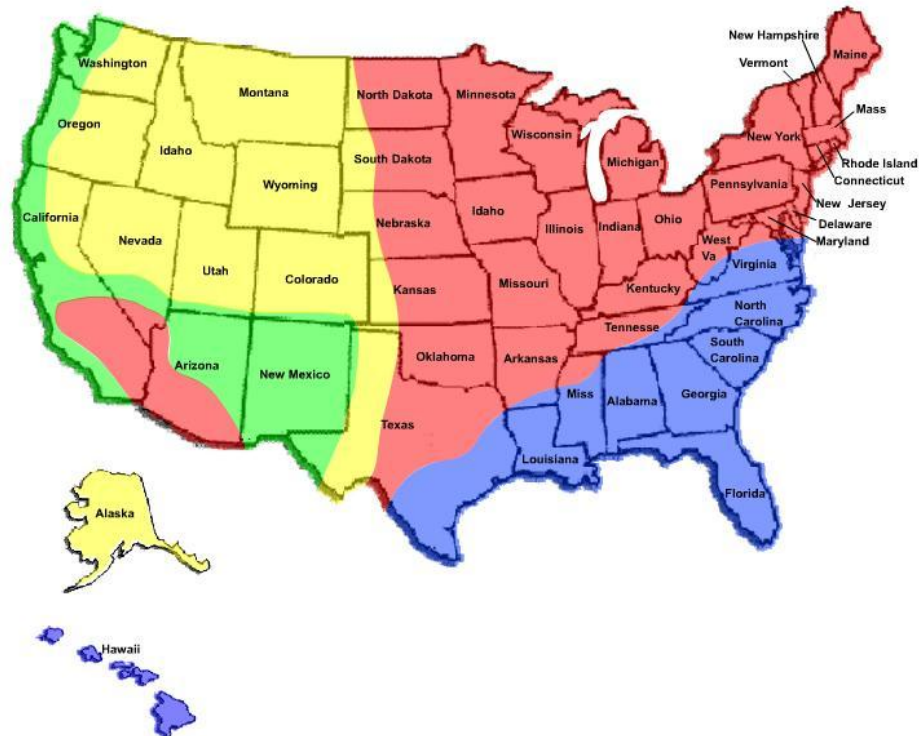 New Hampshire
Vermont
Maine
Washington
Montana
North Dakota
Minnesota
Mass
Oregon
Idaho
Wisconsin
New York
South Dakota
Michigan
Rhode Island
Connecticut
Wyoming
Pennsylvania
New Jersey
California
Nevada
Nebraska
Idaho
Illinois
Indiana
Ohio
Delaware
Maryland
West
Va
Virginia
Utah
Colorado
Kansas
Missouri
Kentucky
North
Carolina
Tennesse
South
Carolina
Arizona
New Mexico
Oklahoma
Arkansas
Miss
Alabama
Georgia
Texas
Louisiana
Florida
Alaska
Hawaii